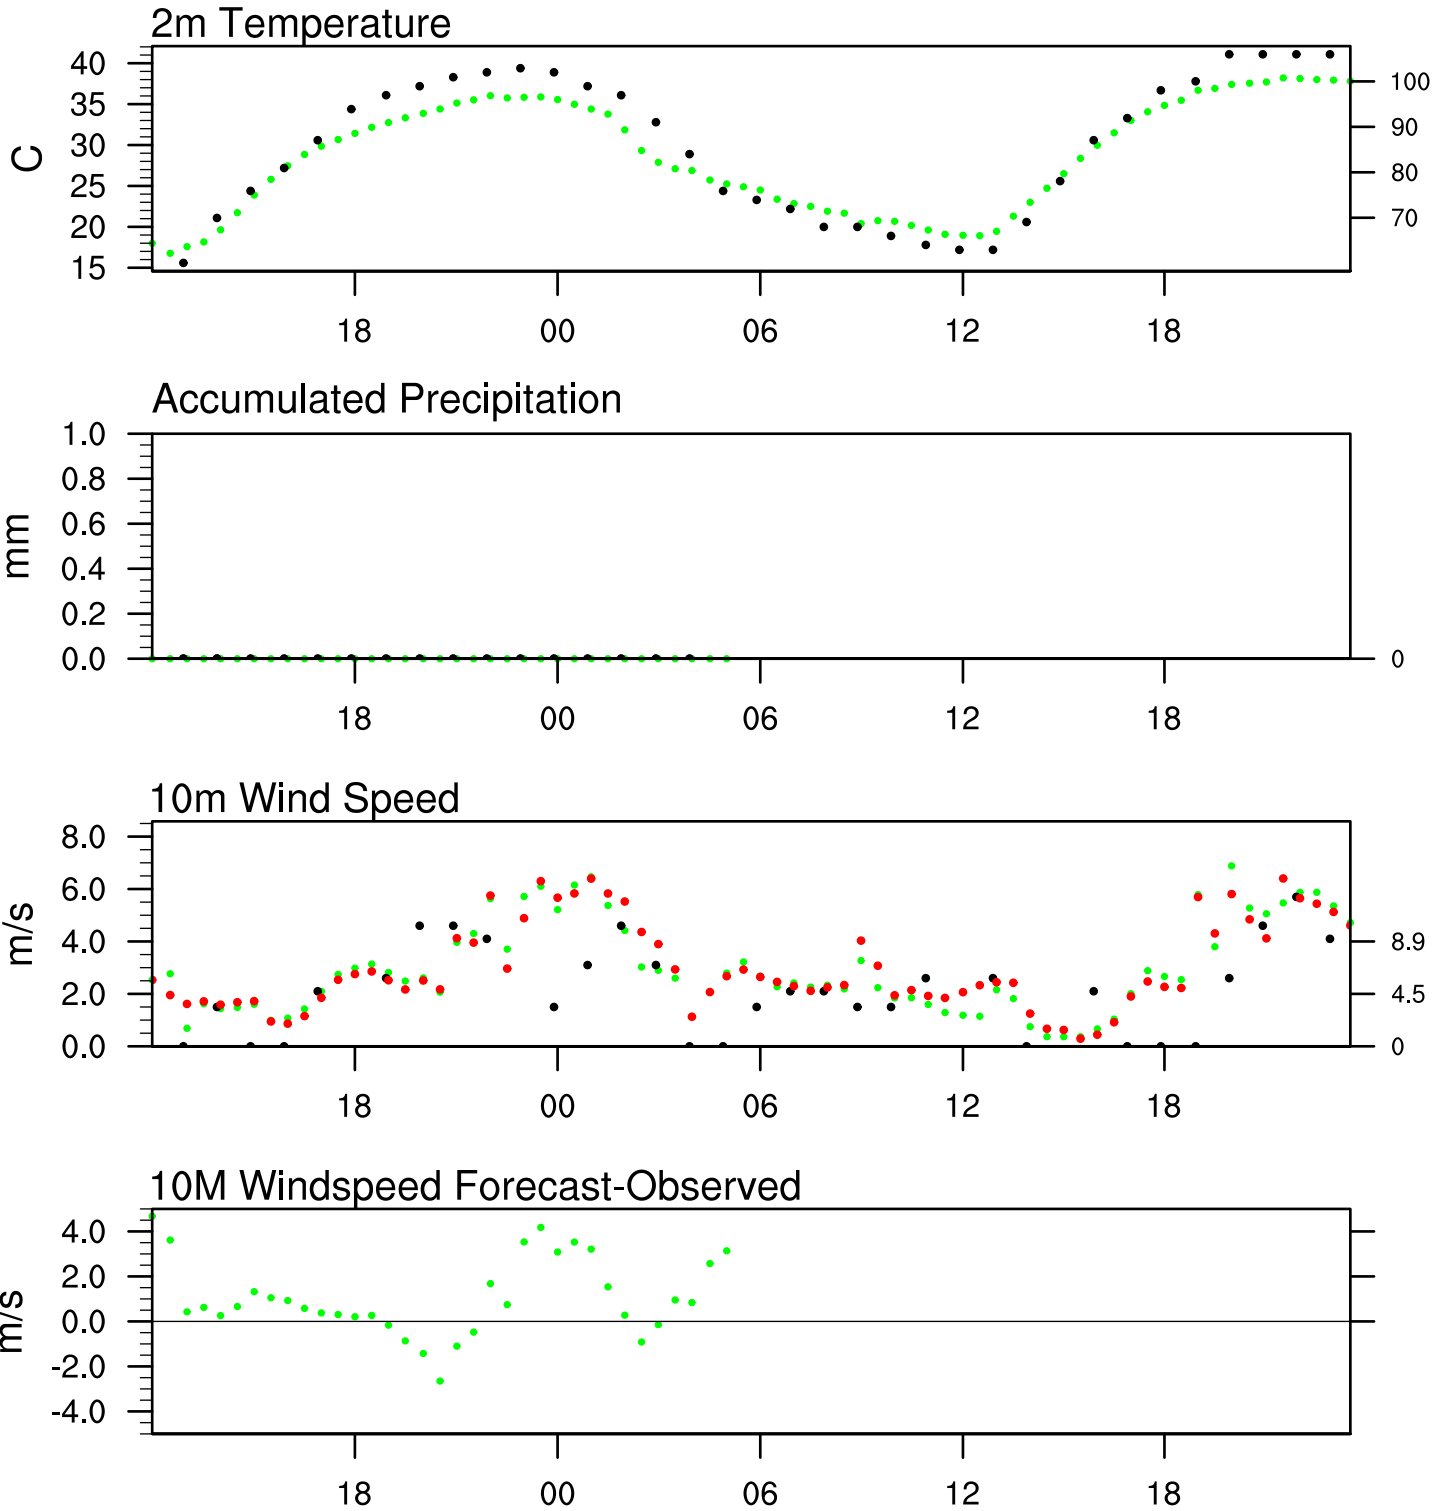 2m Temperature
40
35
30
25
20
15
C
100
90
80
70
18 00 06 12 18
Accumulated Precipitation
1.0
0.8
0.6
0.4
0.2
0.0
mm
0
18 00 06 12 18
10m Wind Speed
8.0
6.0
4.0
2.0
0.0
m/s
8.9
4.5
0
18 00 06 12 18
10M Windspeed Forecast-Observed
4.0
2.0
0.0
-2.0
-4.0
m/s
18 00 06 12 18